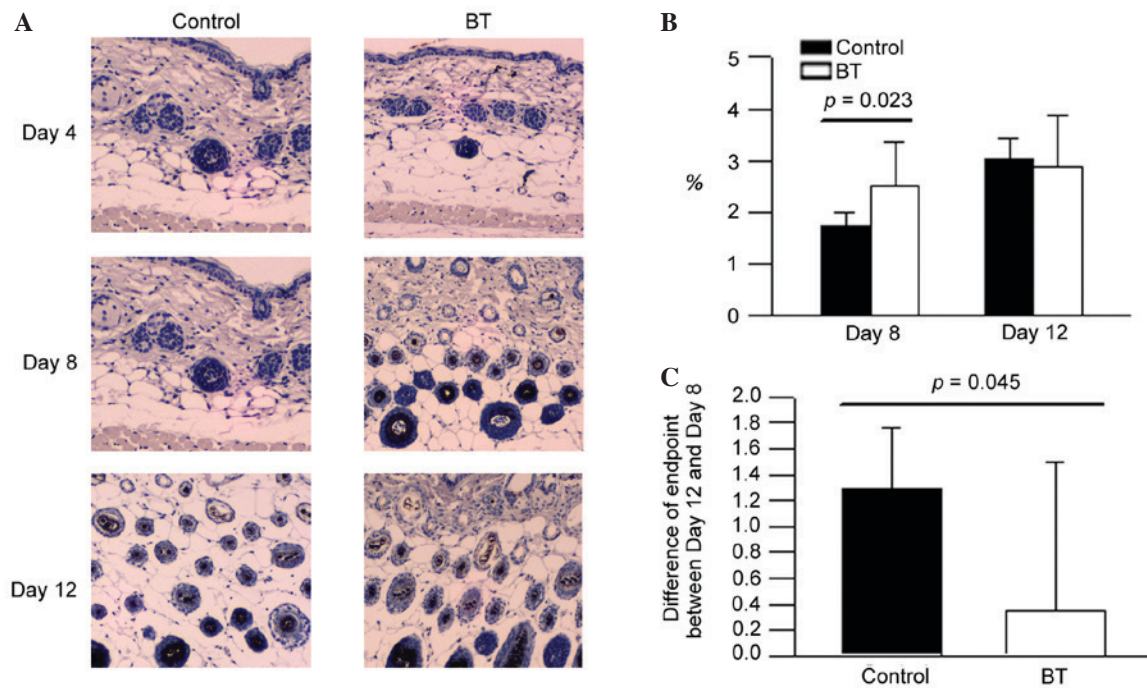 A
Control
BT
Day 4
Day 8
Day 12
B
Control
BT
p = 0.023
5
4
3
2
1
0
%
Day 8
Day 12
C
p = 0.045
2.0
1.8
1.6
1.4
1.2
1.0
0.8
0.6
0.4
0.2
0.0
Difference of endpoint
between Day 12 and Day 8
Control
BT